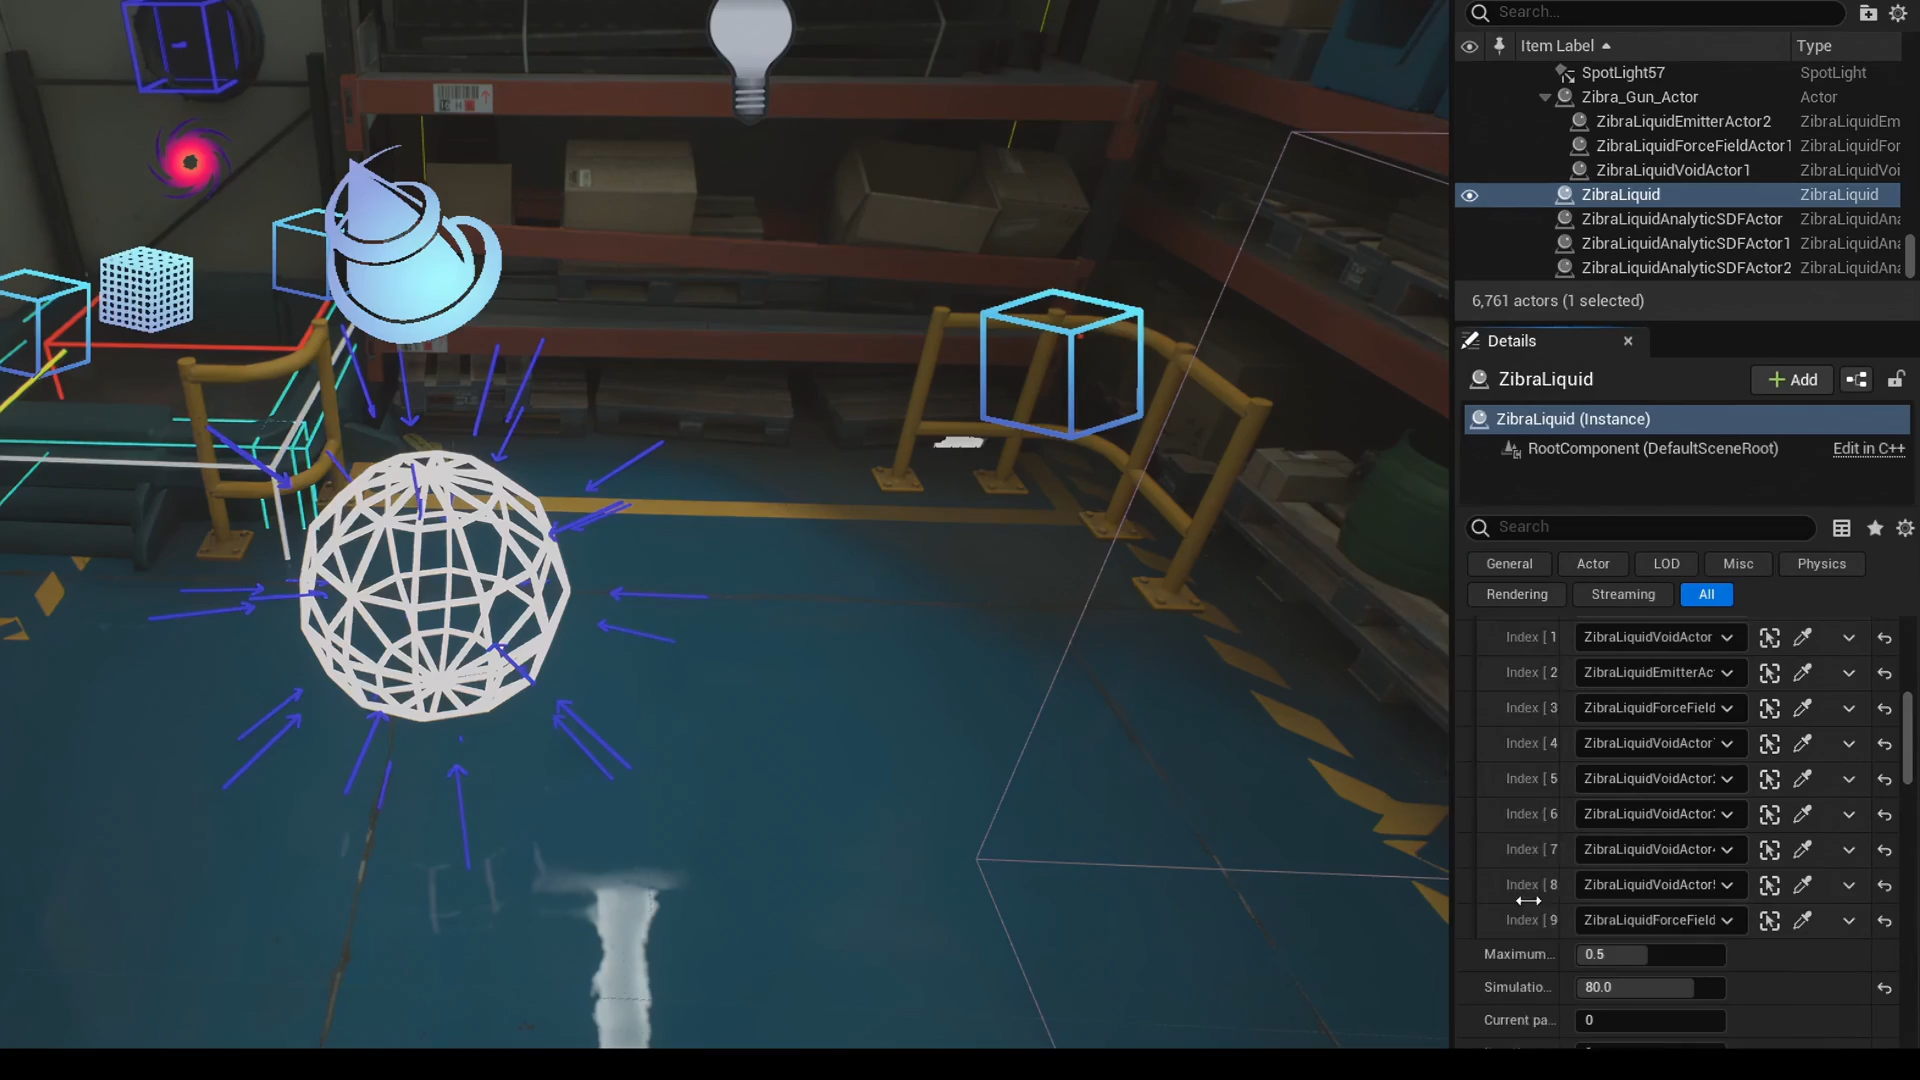 Search...
Item Label Type
SpotLight57 SpotLight
Zibra_Gun_Actor Actor
ZibraLiquidEmitterActor2 ZibraLiquidEm
ZibraLiquidForceFieldActor1 ZibraLiquidFor
ZibraLiquidVoidActor1 ZibraLiquidVoi
ZibraLiquid ZibraLiquid
ZibraLiquidAnalyticSDFActor ZibraLiquidAna
ZibraLiquidAnalyticSDFActor1 ZibraLiquidAna
ZibraLiquidAnalyticSDFActor2 ZibraLiquidAna
6,761 actors (1 selected)
Details
ZibraLiquid
Add
ZibraLiquid (Instance)
RootComponent (DefaultSceneRoot) Edit in C++
Search
General Actor LOD Misc Physics
Rendering Streaming All
Index [ 1 ZibraLiquidVoidActor
Index [ 2 ZibraLiquidEmitterAc
Index [ 3 ZibraLiquidForceField
Index [ 4 ZibraLiquidVoidActor
Index [ 5 ZibraLiquidVoidActor
Index [ 6 ZibraLiquidVoidActor
Index [ 7 ZibraLiquidVoidActor
Index [ 8 ZibraLiquidVoidActor
Index [ 9 ZibraLiquidForceField
Maximum... 0.5
Simulatio... 80.0
Current pa... 0